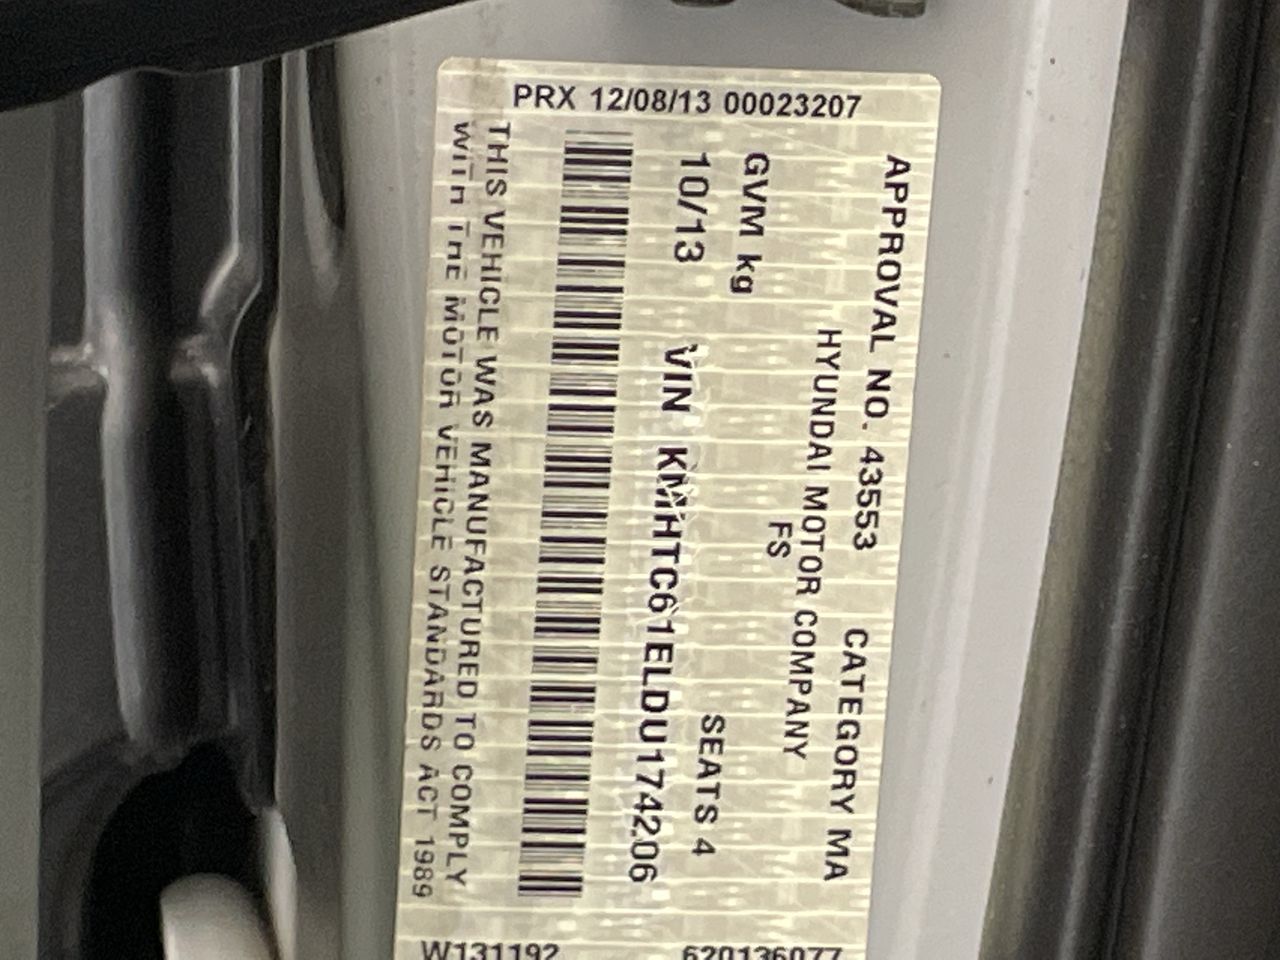 PRX 12/08/13 00023207
APPROVAL NO. 43553 CATEGORY MA
HYUNDAI MOTOR COMPANY
FS
GVM kg SEATS 4
10/13 VIN KMHTC61ELDU174206
THIS VEHICLE WAS MANUFACTURED TO COMPLY
WITH THE MOTOR VEHICLE STANDARDS ACT 1989
W131192 620136077